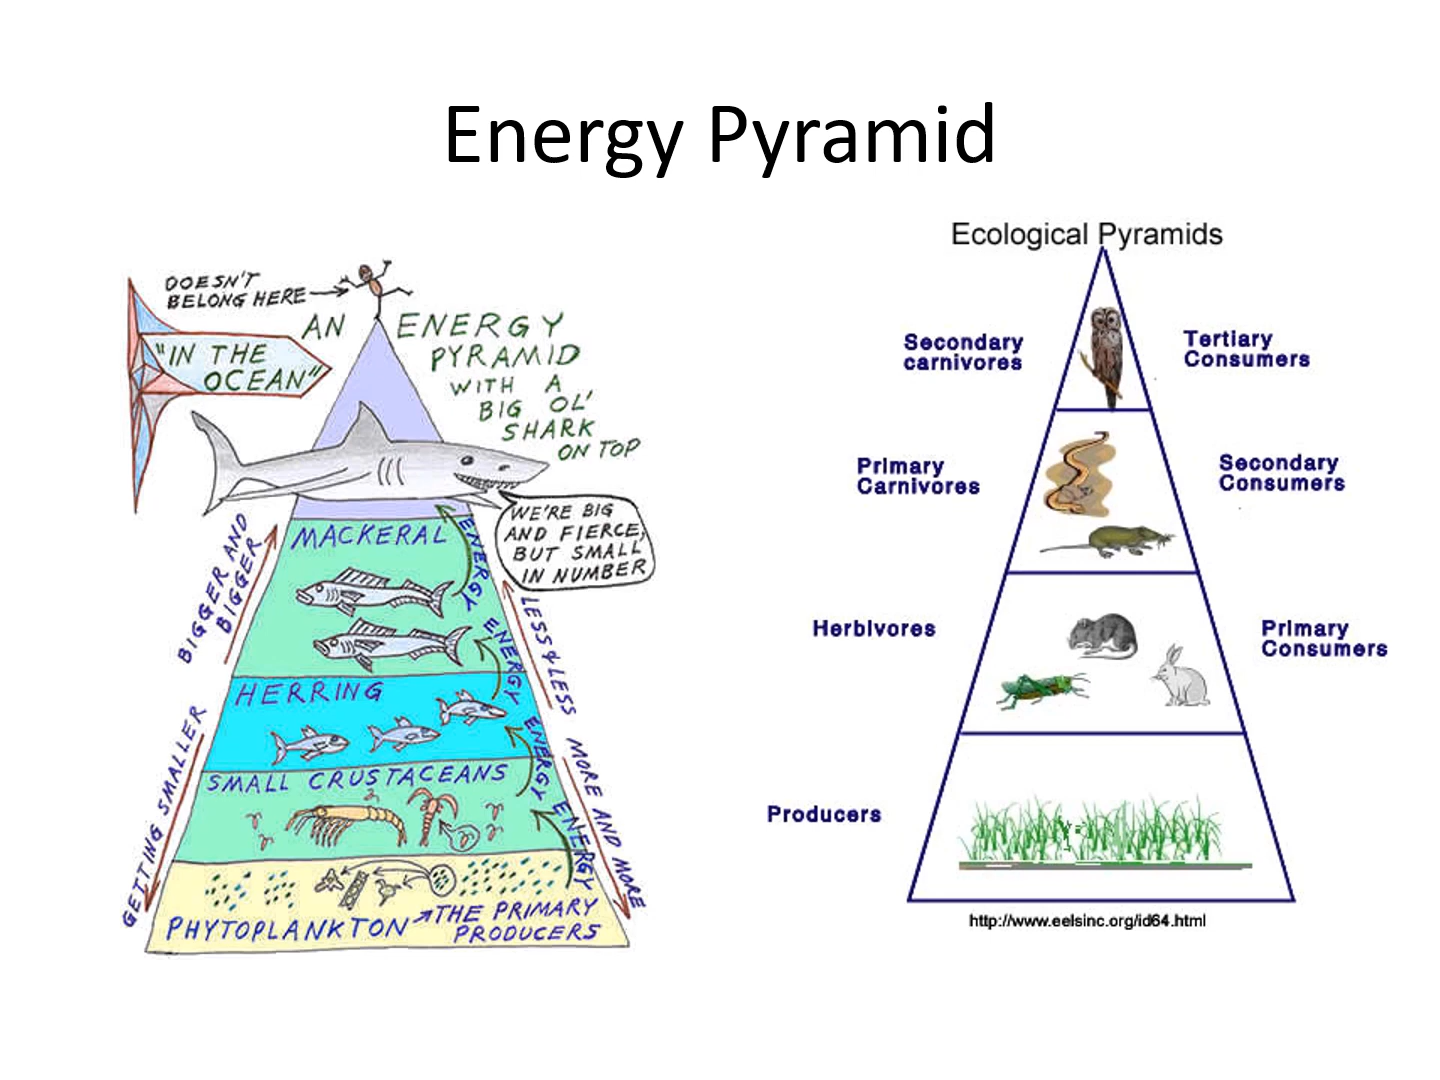 Energy Pyramid
DOESN'T
BELONG HERE
"IN THE
OCEAN"
AN ENERGY
PYRAMID
WITH A
BIG OL'
SHARK
ON TOP
WE'RE BIG
AND FIERCE,
BUT SMALL
IN NUMBER
BIGGER AND
BIGGER
GETTING SMALLER
LESS & LESS
MORE AND MORE
MACKERAL
ENERGY
HERRING
ENERGY
SMALL CRUSTACEANS
ENERGY
ENERGY
PHYTOPLANKTON THE PRIMARY
PRODUCERS
Ecological Pyramids
Secondary
carnivores
Tertiary
Consumers
Primary
Carnivores
Secondary
Consumers
Herbivores
Primary
Consumers
Producers
http://www.eelsinc.org/id64.html